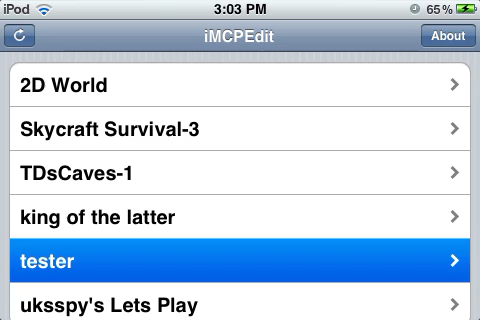 iPod 3:03 PM 65%
iMCPEdit About
2D World
Skycraft Survival-3
TDsCaves-1
king of the latter
tester
uksspy's Lets Play